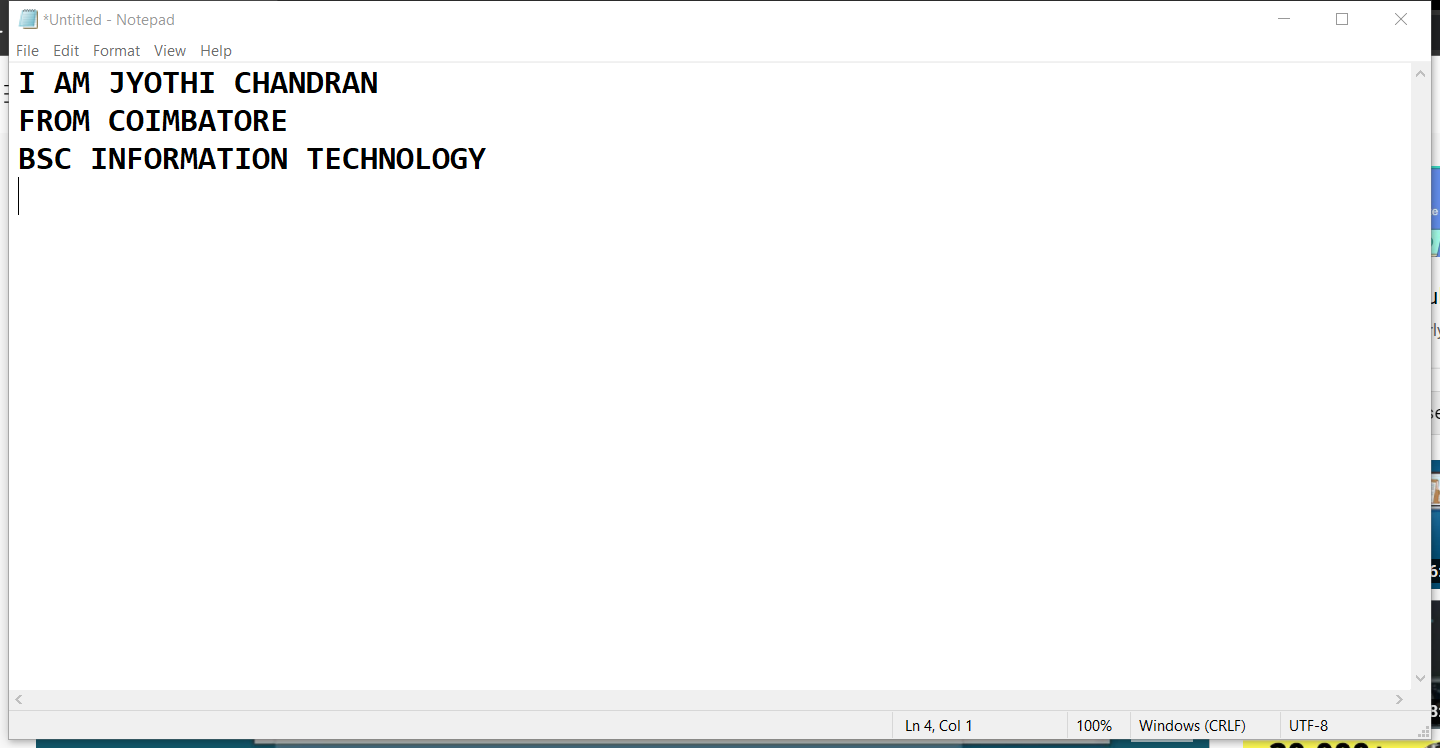 *Untitled - Notepad
File Edit Format View Help
I AM JYOTHI CHANDRAN
FROM COIMBATORE
BSC INFORMATION TECHNOLOGY
Ln 4, Col 1 100% Windows (CRLF) UTF-8